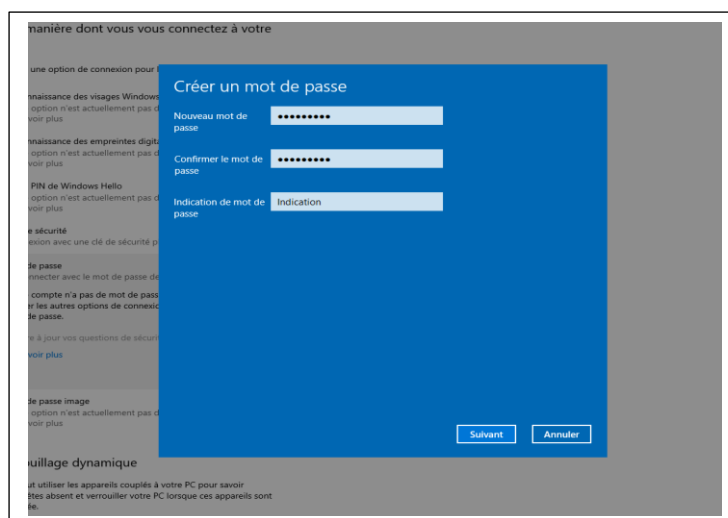 manière dont vous vous connectez à votre
une option de connexion pour l
nnaissance des visages Windows
option n'est actuellement pas d
voir plus
nnaissance des empreintes digita
option n'est actuellement pas d
voir plus
PIN de Windows Hello
option n'est actuellement pas d
voir plus
e sécurité
exion avec une clé de sécurité p
de passe
nnecter avec le mot de passe de
compte n'a pas de mot de pass
er les autres options de connexio
de passe.
re à jour vos questions de sécuri
voir plus
de passe image
option n'est actuellement pas d
voir plus
ouillage dynamique
ut utiliser les appareils couplés à votre PC pour savoir
êtes absent et verrouiller votre PC lorsque ces appareils sont
ée.
Créer un mot de passe
Nouveau mot de
passe
•••••••••
Confirmer le mot de
passe
•••••••••
Indication de mot de
passe
Indication
Suivant
Annuler